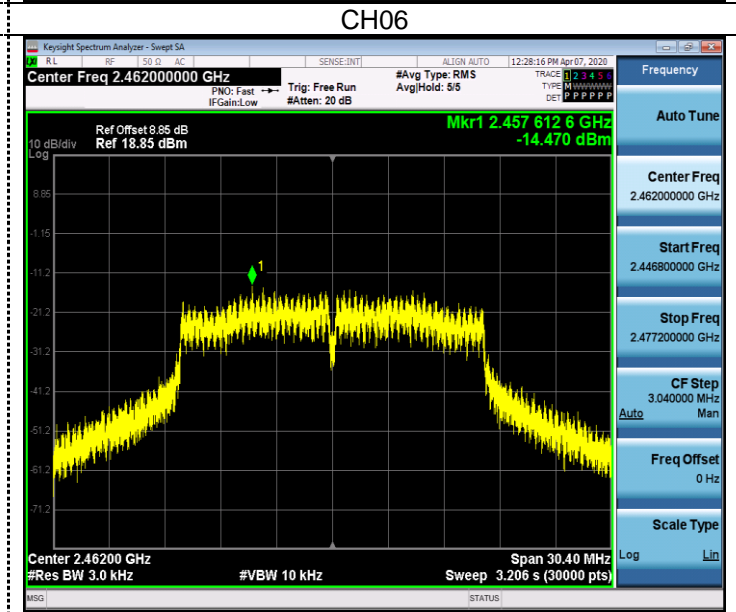 CH06
Keysight Spectrum Analyzer - Swept SA
RL RF 50 Ω AC SENSE:INT ALIGN AUTO 12:28:16 PM Apr 07, 2020
Center Freq 2.462000000 GHz
PNO: Fast
IFGain:Low
Trig: Free Run
#Atten: 20 dB
#Avg Type: RMS
Avg|Hold: 5/5
TRACE 1 2 3 4 5 6
TYPE M WWWWW
DET P P P P P P
Mkr1 2.457 612 6 GHz
-14.470 dBm
Ref Offset 8.85 dB
10 dB/div Ref 18.85 dBm
Log
8.85
-1.15
-11.2
-21.2
-31.2
-41.2
-51.2
-61.2
-71.2
1
Center 2.46200 GHz Span 30.40 MHz
#Res BW 3.0 kHz #VBW 10 kHz Sweep 3.206 s (30000 pts)
MSG STATUS
Frequency
Auto Tune
Center Freq
2.462000000 GHz
Start Freq
2.446800000 GHz
Stop Freq
2.477200000 GHz
CF Step
3.040000 MHz
Auto Man
Freq Offset
0 Hz
Scale Type
Log Lin